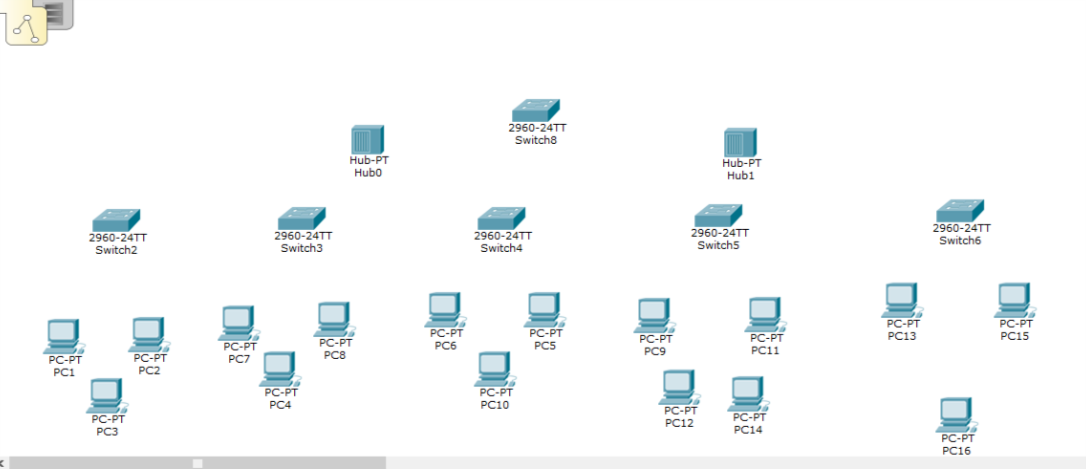 2960-24TT
Switch8
Hub-PT
Hub0
Hub-PT
Hub1
2960-24TT
Switch2
2960-24TT
Switch3
2960-24TT
Switch4
2960-24TT
Switch5
2960-24TT
Switch6
PC-PT
PC1
PC-PT
PC2
PC-PT
PC3
PC-PT
PC7
PC-PT
PC8
PC-PT
PC4
PC-PT
PC6
PC-PT
PC5
PC-PT
PC10
PC-PT
PC9
PC-PT
PC11
PC-PT
PC12
PC-PT
PC14
PC-PT
PC13
PC-PT
PC15
PC-PT
PC16